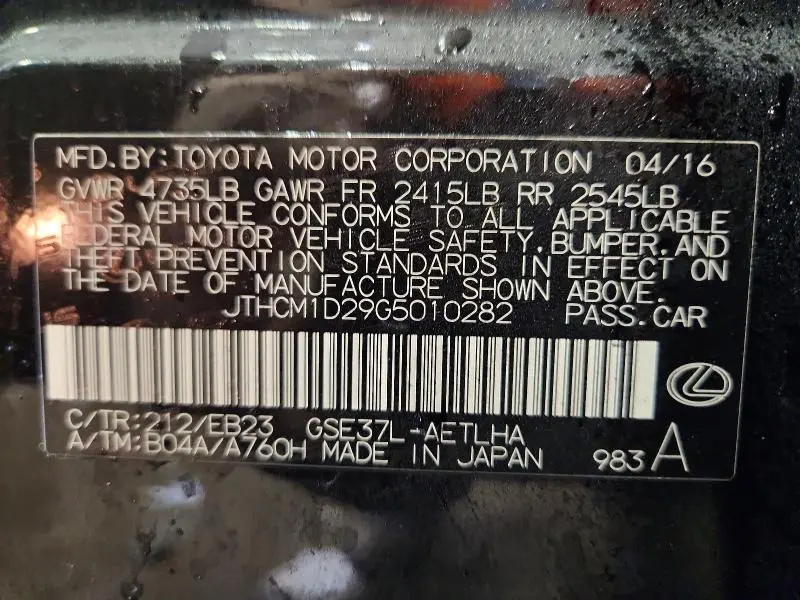 MFD.BY:TOYOTA MOTOR CORPORATION 04/16
GVWR 4735LB GAWR FR 2415LB RR 2545LB
THIS VEHICLE CONFORMS TO ALL APPLICABLE
FEDERAL MOTOR VEHICLE SAFETY,BUMPER,AND
THEFT PREVENTION STANDARDS IN EFFECT ON
THE DATE OF MANUFACTURE SHOWN ABOVE.
JTHCM1D29G5010282 PASS.CAR
C/TR:212/EB23 GSE37L-AETLHA
A/TM:B04A/A760H MADE IN JAPAN 983 A